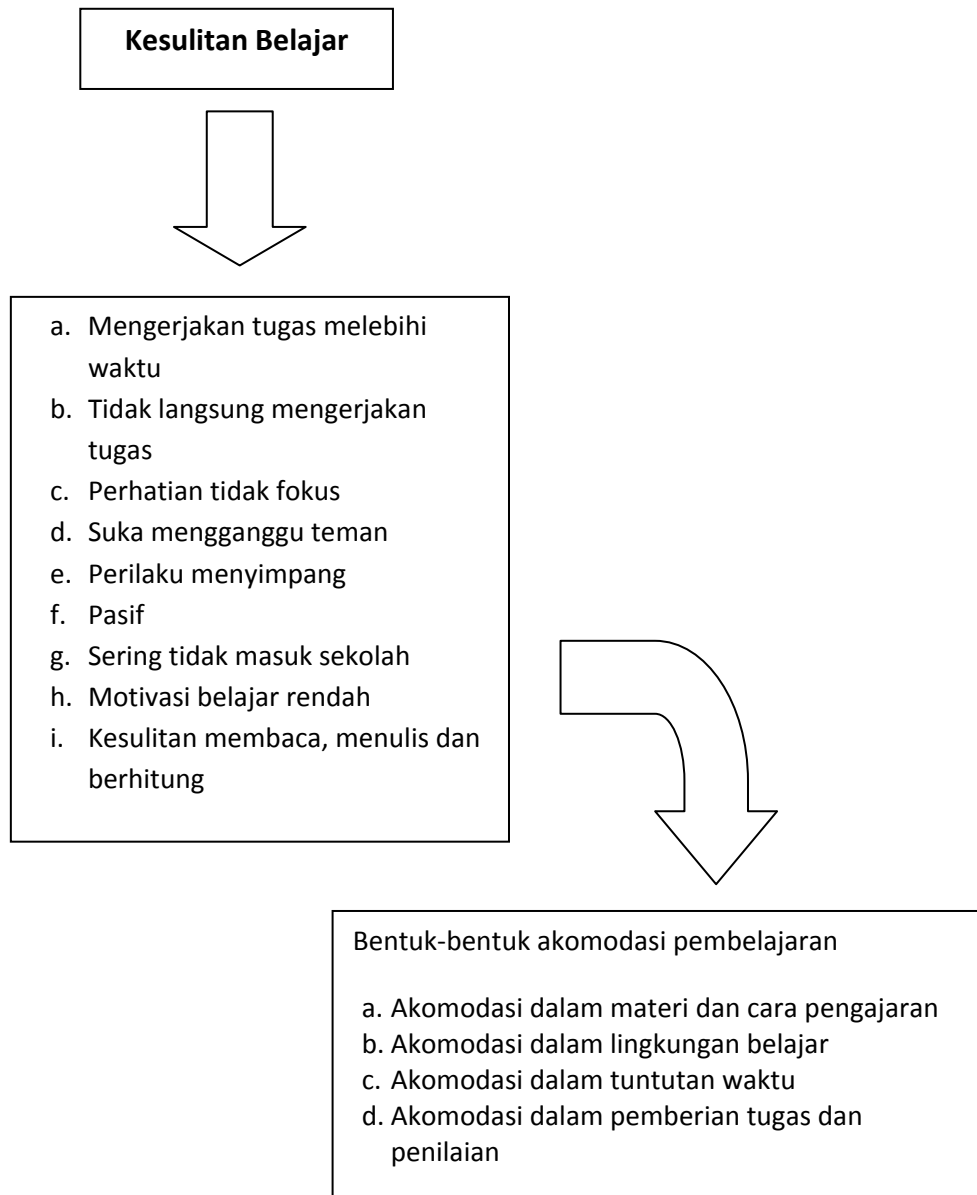 Kesulitan Belajar
a. Mengerjakan tugas melebihi
waktu
b. Tidak langsung mengerjakan
tugas
c. Perhatian tidak fokus
d. Suka mengganggu teman
e. Perilaku menyimpang
f. Pasif
g. Sering tidak masuk sekolah
h. Motivasi belajar rendah
i. Kesulitan membaca, menulis dan
berhitung
Bentuk-bentuk akomodasi pembelajaran
a. Akomodasi dalam materi dan cara pengajaran
b. Akomodasi dalam lingkungan belajar
c. Akomodasi dalam tuntutan waktu
d. Akomodasi dalam pemberian tugas dan
penilaian